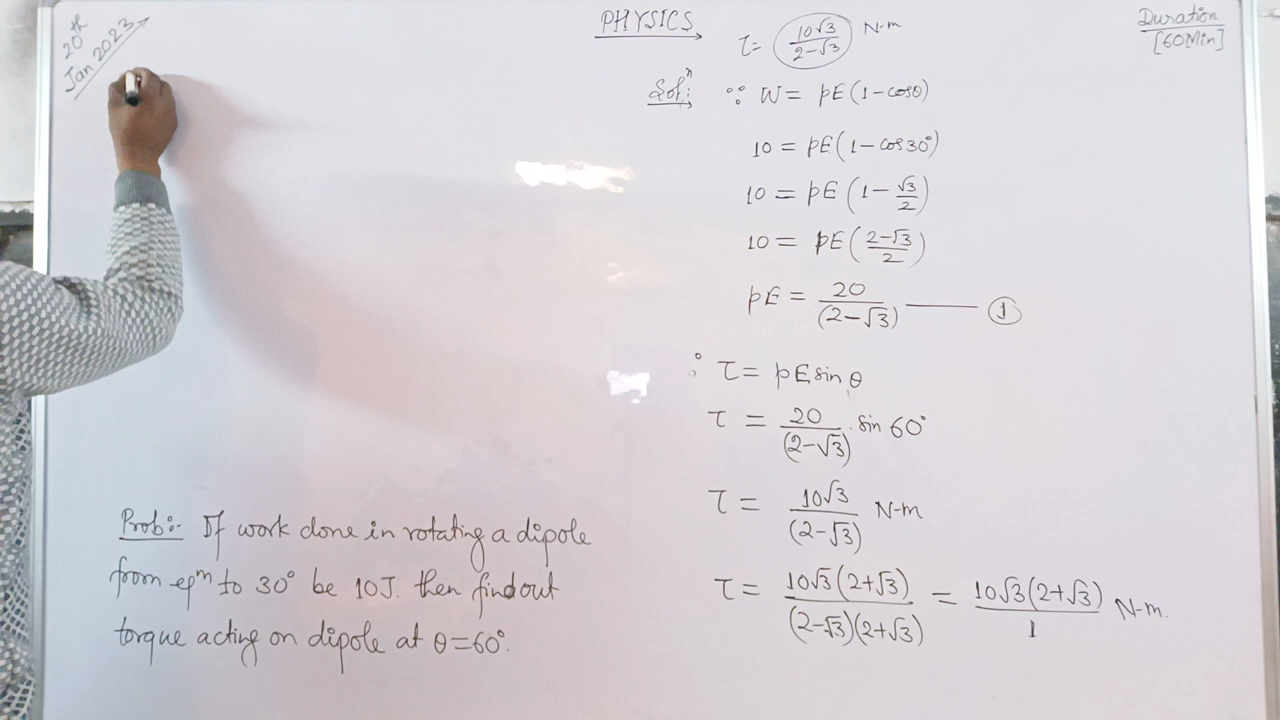 20th
Jan 2023
PHYSICS
Duration
[60Min]
τ = 10√3/2-√3 N-m
Solⁿ: ∵ W = pE(1-cosθ)
10 = pE(1-cos30°)
10 = pE(1-√3/2)
10 = pE(2-√3/2)
pE = 20/(2-√3) — ①
∴ τ = pEsinθ
τ = 20/(2-√3) · sin 60°
τ = 10√3/(2-√3) N-m
τ = 10√3(2+√3)/(2-√3)(2+√3) = 10√3(2+√3)/1 N-m.
Prob:- If work done in rotating a dipole
from eqᵐ to 30° be 10J. then find out
torque acting on dipole at θ=60°.